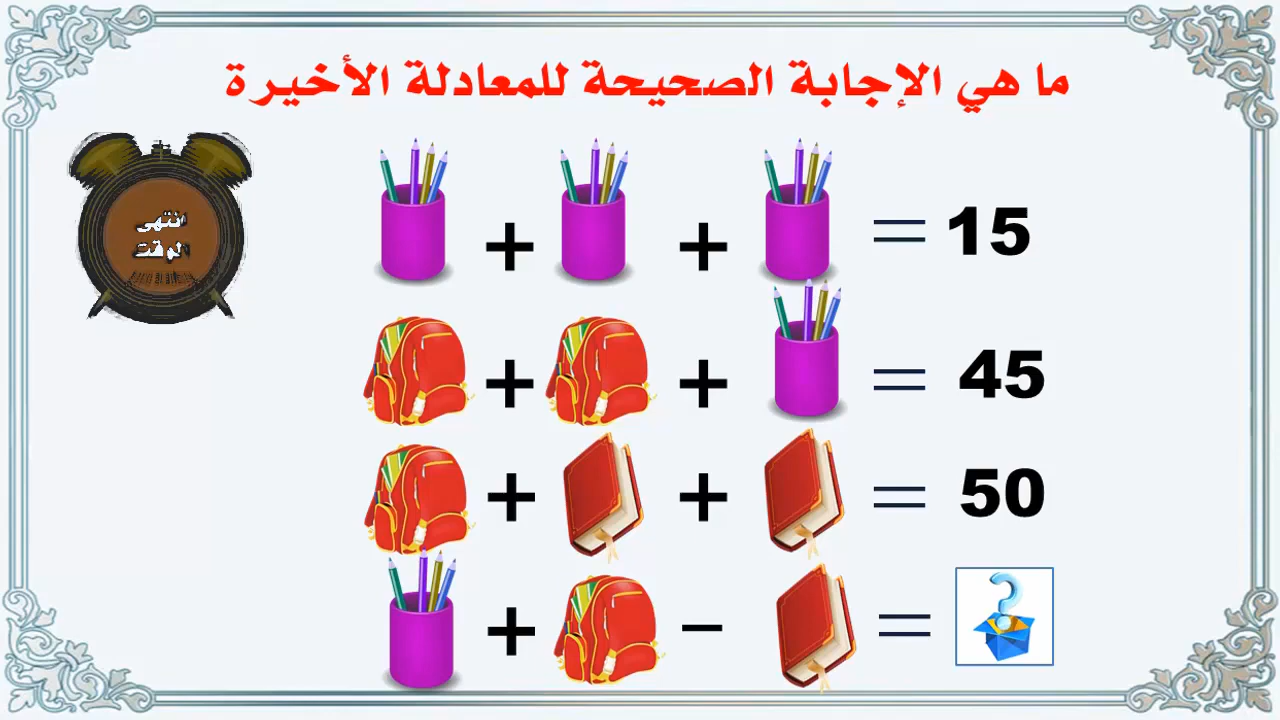 ما هي الإجابة الصحيحة للمعادلة الأخيرة
انتهى
الوقت
+ + = 15
+ + = 45
+ + = 50
+ − = ?